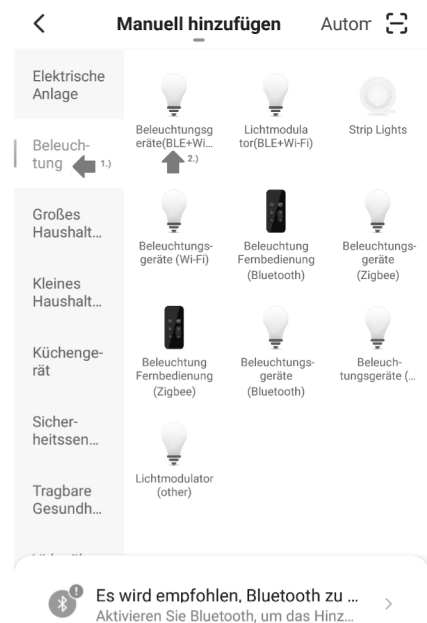 Manuell hinzufügen Autom
Elektrische
Anlage
Beleuch-
tung 1.)
Großes
Haushalt...
Kleines
Haushalt...
Küchenge-
rät
Sicher-
heitssen...
Tragbare
Gesundh...
Beleuchtungsg
eräte(BLE+Wi...
2.)
Lichtmodula
tor(BLE+Wi-Fi)
Strip Lights
Beleuchtungs-
geräte (Wi-Fi)
Beleuchtung
Fernbedienung
(Bluetooth)
Beleuchtungs-
geräte
(Zigbee)
Beleuchtung
Fernbedienung
(Zigbee)
Beleuchtungs-
geräte
(Bluetooth)
Beleuch-
tungsgeräte (...
Lichtmodulator
(other)
Es wird empfohlen, Bluetooth zu ...
Aktivieren Sie Bluetooth, um das Hinz...